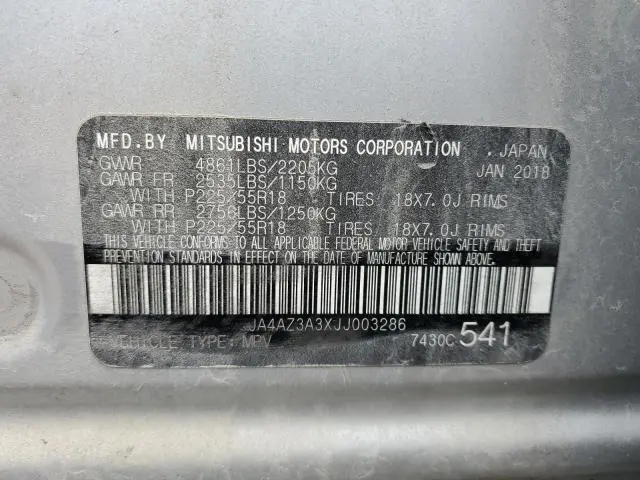 MFD.BY MITSUBISHI MOTORS CORPORATION . JAPAN
GVWR 4861LBS/2205KG JAN 2018
GAWR FR 2535LBS/1150KG
WITH P225/55R18 TIRES. 18X7.0J RIMS
GAWR RR 2756LBS/1250KG
WITH P225/55R18 TIRES. 18X7.0J RIMS
THIS VEHICLE CONFORMS TO ALL APPLICABLE FEDERAL MOTOR VEHICLE SAFETY AND THEFT
PREVENTION STANDARDS IN EFFECT ON THE DATE OF MANUFACTURE SHOWN ABOVE.
JA4AZ3A3XJJ003286
VEHICLE TYPE: MPV 7430C 541